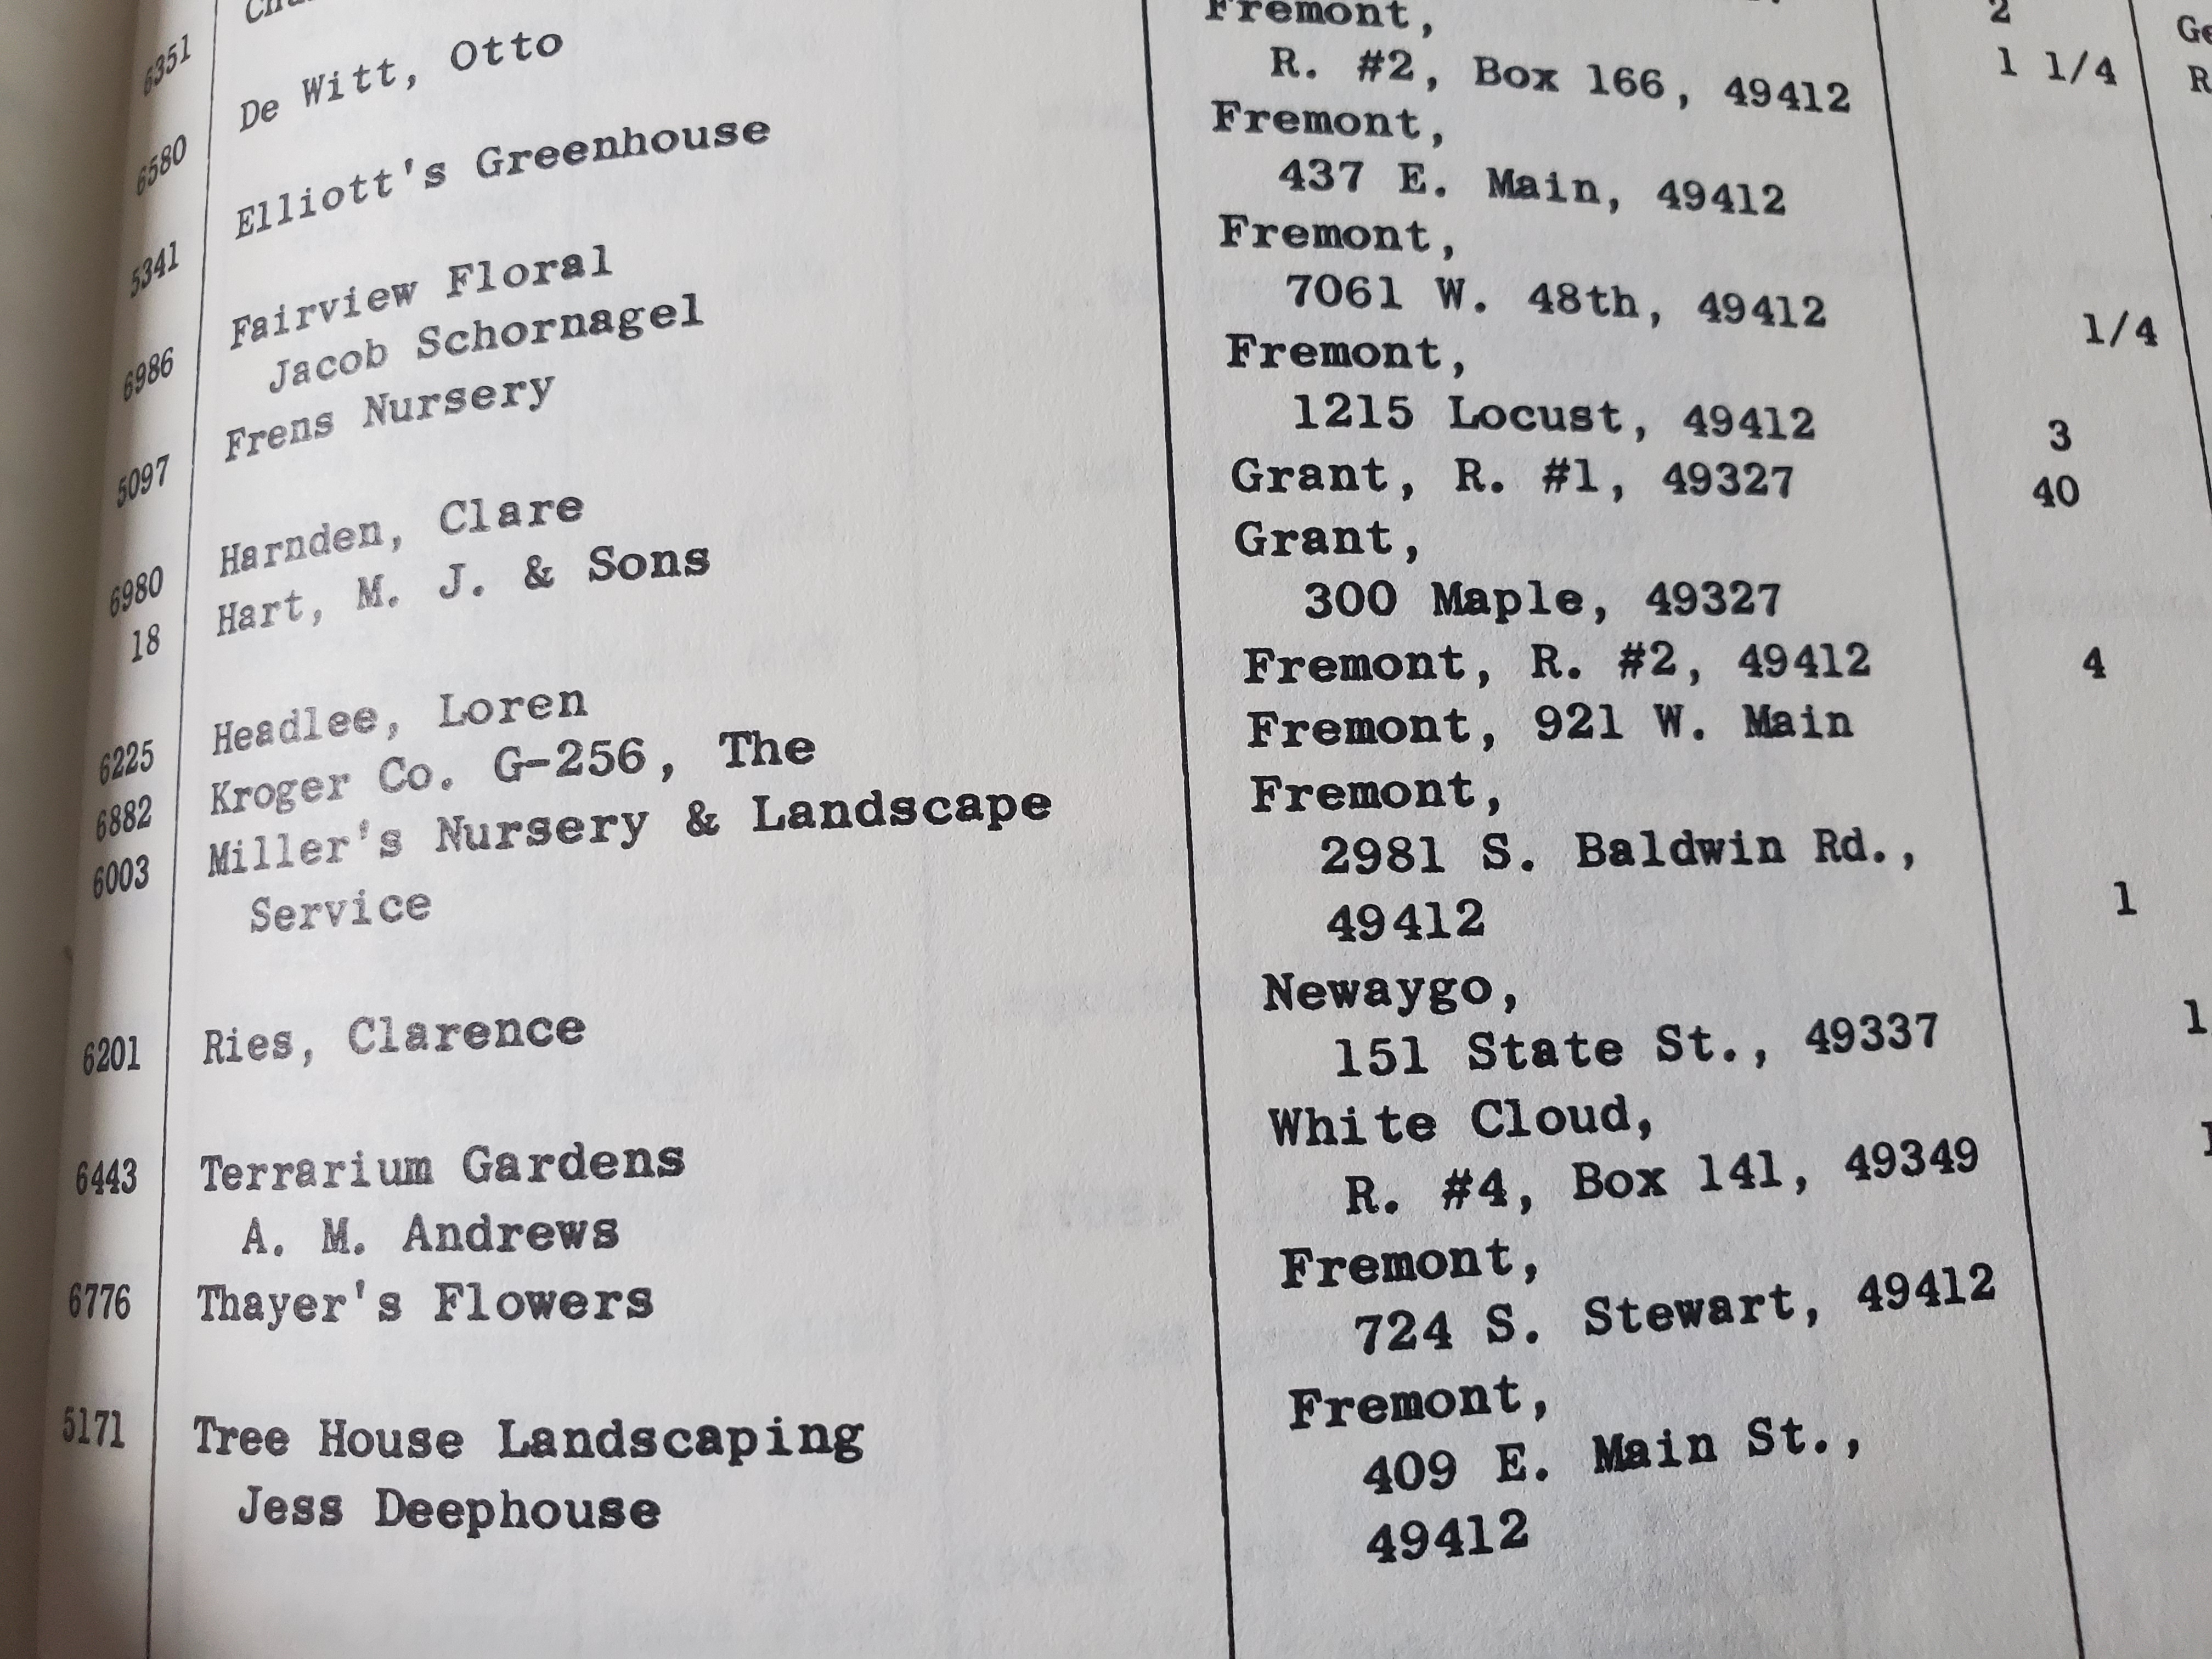 6351
6580 De Witt, Otto Fremont, 1 1/4
R. #2, Box 166, 49412
5341 Elliott's Greenhouse Fremont,
437 E. Main, 49412
6986 Fairview Floral Fremont,
Jacob Schornagel 7061 W. 48th, 49412 1/4
5097 Frens Nursery Fremont,
1215 Locust, 49412 3
6980 Harnden, Clare Grant, R. #1, 49327 40
18 Hart, M. J. & Sons Grant,
300 Maple, 49327
6225 Headlee, Loren Fremont, R. #2, 49412 4
6882 Kroger Co. G-256, The Fremont, 921 W. Main
6003 Miller's Nursery & Landscape Fremont,
Service 2981 S. Baldwin Rd.,
49412 1
6201 Ries, Clarence Newaygo,
151 State St., 49337 1
6443 Terrarium Gardens White Cloud,
A. M. Andrews R. #4, Box 141, 49349
6776 Thayer's Flowers Fremont,
724 S. Stewart, 49412
5171 Tree House Landscaping Fremont,
Jess Deephouse 409 E. Main St.,
49412